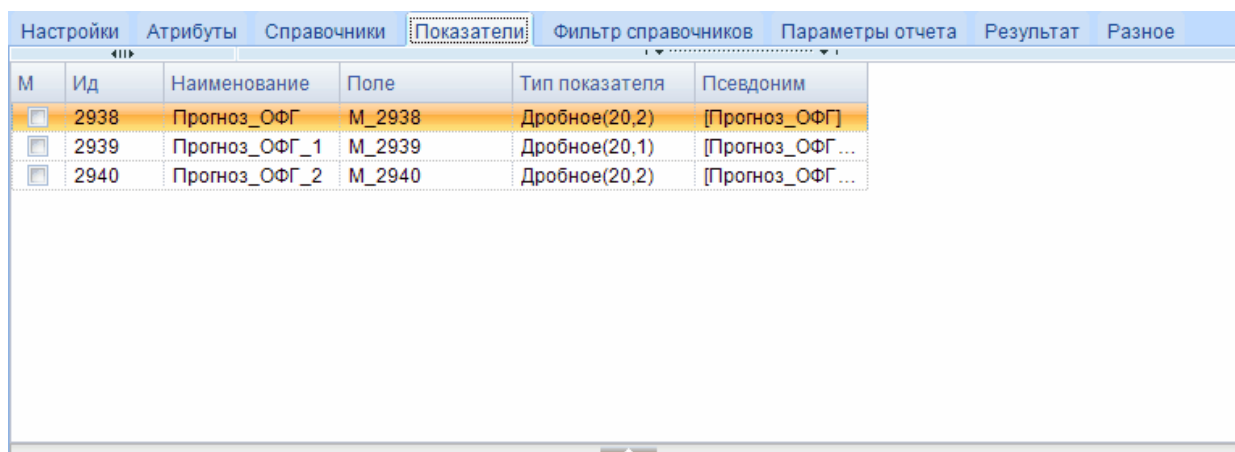 Настройки Атрибуты Справочники Показатели Фильтр справочников Параметры отчета Результат Разное
М Ид Наименование Поле Тип показателя Псевдоним
2938 Прогноз_ОФГ М_2938 Дробное(20,2) [Прогноз_ОФГ]
2939 Прогноз_ОФГ_1 М_2939 Дробное(20,1) [Прогноз_ОФГ...
2940 Прогноз_ОФГ_2 М_2940 Дробное(20,2) [Прогноз_ОФГ...